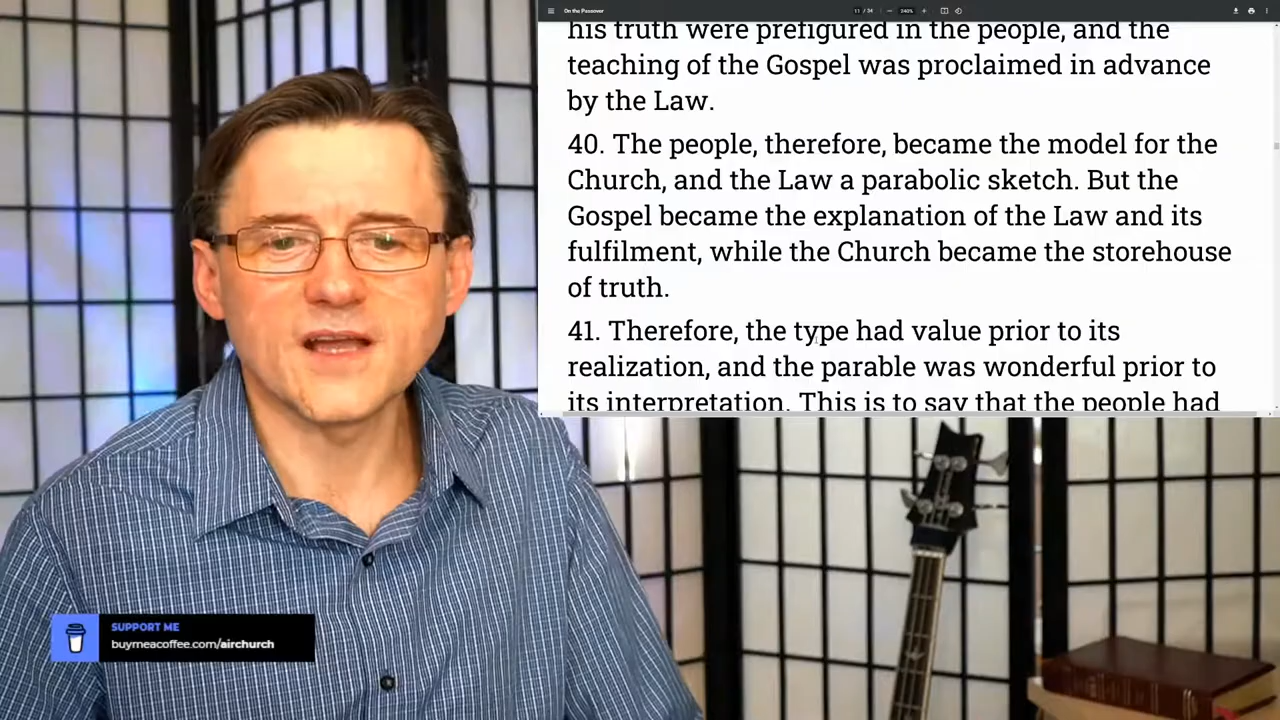 On the Passover
11 / 34
240%
his truth were prefigured in the people, and the
teaching of the Gospel was proclaimed in advance
by the Law.
40. The people, therefore, became the model for the
Church, and the Law a parabolic sketch. But the
Gospel became the explanation of the Law and its
fulfilment, while the Church became the storehouse
of truth.
41. Therefore, the type had value prior to its
realization, and the parable was wonderful prior to
its interpretation. This is to say that the people had
SUPPORT ME
buymeacoffee.com/airchurch